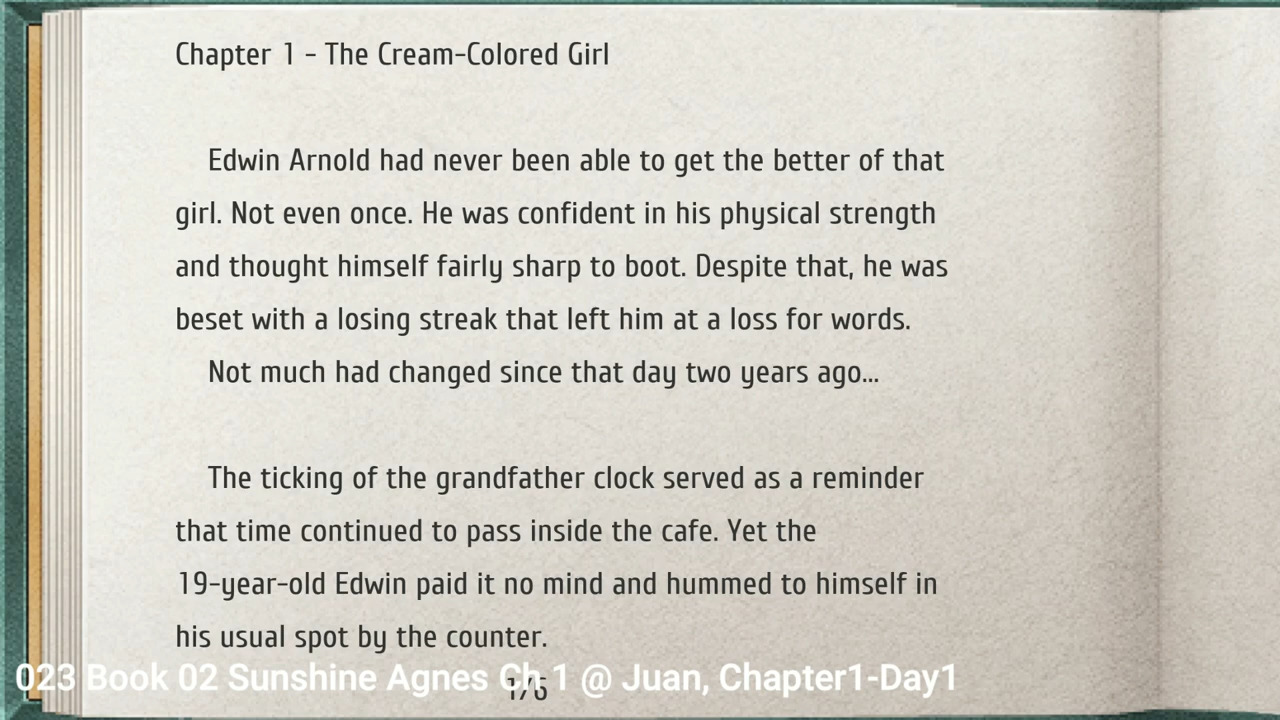 Chapter 1 - The Cream-Colored Girl
Edwin Arnold had never been able to get the better of that
girl. Not even once. He was confident in his physical strength
and thought himself fairly sharp to boot. Despite that, he was
beset with a losing streak that left him at a loss for words.
Not much had changed since that day two years ago...
The ticking of the grandfather clock served as a reminder
that time continued to pass inside the cafe. Yet the
19-year-old Edwin paid it no mind and hummed to himself in
his usual spot by the counter.
023 Book 02 Sunshine Agnes Ch 1 @ Juan, Chapter1-Day1
1/6